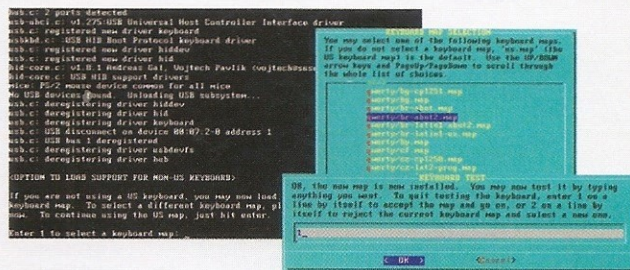 usb.c: 2 ports detected
usb-uhci.c: v1.275:USB Universal Host Controller Interface driver
usb.c: registered new driver keyboard
usbkbd.c: :USB HID Boot Protocol keyboard driver
usb.c: registered new driver hiddev
usb.c: registered new driver hid
hid-core.c: v1.8.1 Andreas Gal, Vojtech Pavlik <vojtech@suse
hid-core.c: USB HID support drivers
mice: PS/2 mouse device common for all mice
No USB devices found. Unloading USB subsystem...
usb.c: deregistering driver hiddev
usb.c: deregistering driver hid
usb.c: deregistering driver keyboard
usb.c: USB disconnect on device 00:07.2-0 address 1
usb.c: USB bus 1 deregistered
usb.c: deregistering driver usbdevfs
usb.c: deregistering driver hub
<OPTION TO LOAD SUPPORT FOR NON-US KEYBOARD>
If you are not using a US keyboard, you may now load
keyboard map. To select a different keyboard map, pl
now. To continue using the US map, just hit enter.
Enter 1 to select a keyboard map:
KEYBOARD MAP SELECTION
You may select one of the following keyboard maps.
If you do not select a keyboard map, 'us.map' (the
US keyboard map) is the default. Use the UP/DOWN
arrow keys and PageUp/PageDown to scroll through
the whole list of choices.
qwerty/bg-cp1251.map
qwerty/bg.map
qwerty/br-abnt.map
qwerty/br-abnt2.map
qwerty/br-latin1-abnt2.map
qwerty/br-latin1-us.map
qwerty/by.map
qwerty/cf.map
qwerty/cz-cp1250.map
qwerty/cz-lat2-prog.map
KEYBOARD TEST
OK, the new map is now installed. You may now test it by typing
anything you want. To quit testing the keyboard, enter 1 on a
line by itself to accept the map and go on, or 2 on a line by
itself to reject the current keyboard map and select a new one.
1
< OK > <Cancel>